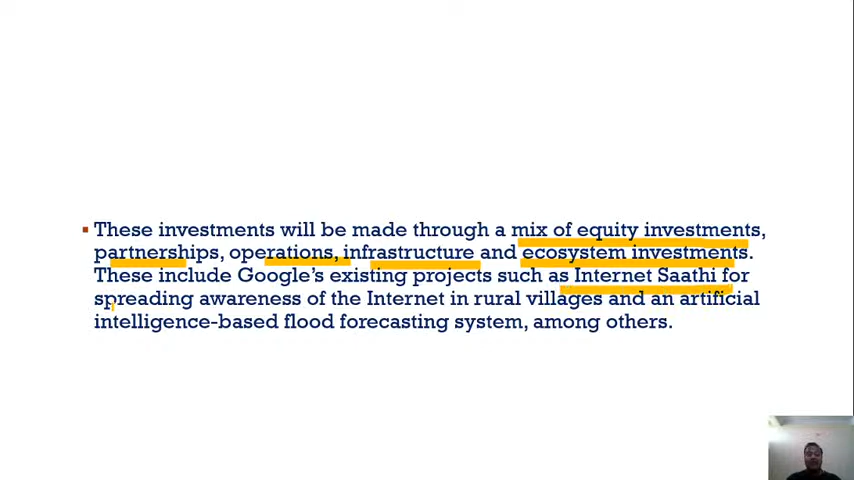 These investments will be made through a mix of equity investments,
partnerships, operations, infrastructure and ecosystem investments.
These include Google's existing projects such as Internet Saathi for
spreading awareness of the Internet in rural villages and an artificial
intelligence-based flood forecasting system, among others.